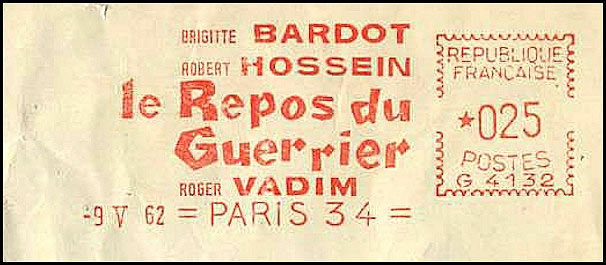 BRIGITTE BARDOT
ROBERT HOSSEIN
le Repos du
Guerrier
ROGER VADIM
-9 V 62 = PARIS 34 =
REPUBLIQUE
FRANÇAISE
*025
POSTES
G 4132